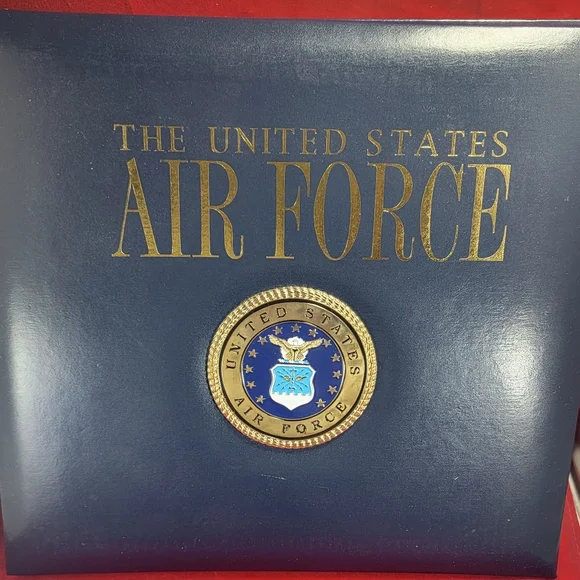 THE UNITED STATES
AIR FORCE
UNITED STATES
AIR FORCE